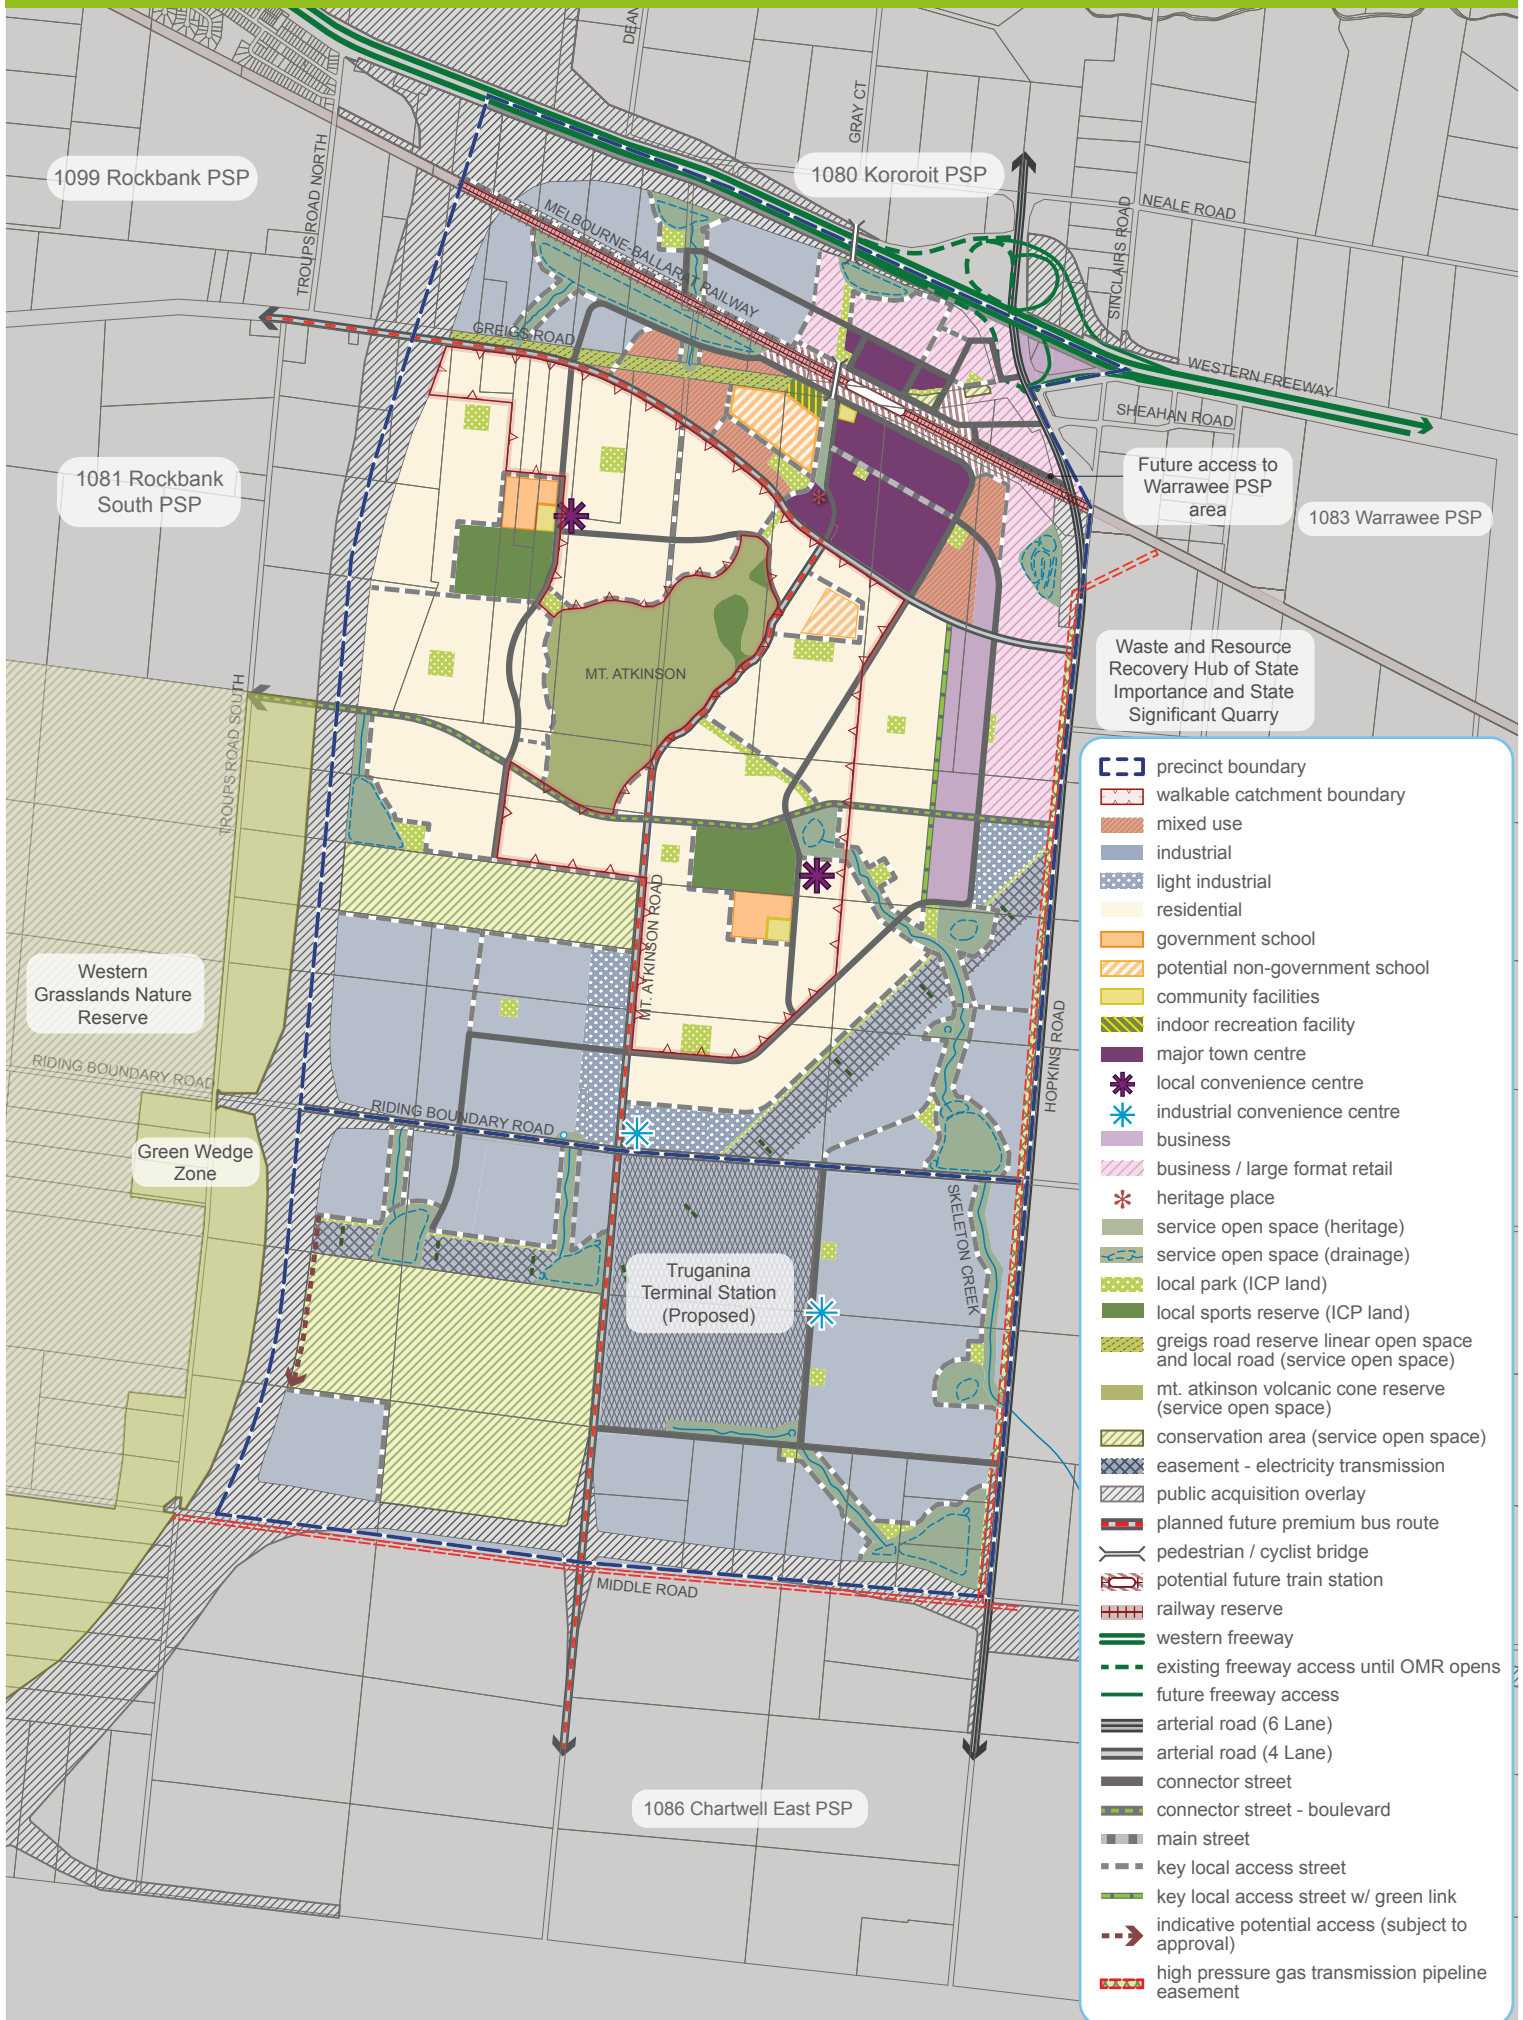 DEAN
GRAY CT
1099 Rockbank PSP
1080 Kororoit PSP
TROUPS ROAD NORTH
NEALE ROAD
SINCLAIRS ROAD
MELBOURNE-BALLARAT RAILWAY
GREIGS ROAD
WESTERN FREEWAY
SHEAHAN ROAD
1081 Rockbank
South PSP
Future access to
Warrawee PSP
area
1083 Warrawee PSP
MT. ATKINSON
Waste and Resource
Recovery Hub of State
Importance and State
Significant Quarry
TROUPS ROAD SOUTH
MT. ATKINSON ROAD
Western
Grasslands Nature
Reserve
HOPKINS ROAD
RIDING BOUNDARY ROAD
RIDING BOUNDARY ROAD
Green Wedge
Zone
SKELETON CREEK
Truganina
Terminal Station
(Proposed)
MIDDLE ROAD
1086 Chartwell East PSP
precinct boundary
walkable catchment boundary
mixed use
industrial
light industrial
residential
government school
potential non-government school
community facilities
indoor recreation facility
major town centre
local convenience centre
industrial convenience centre
business
business / large format retail
heritage place
service open space (heritage)
service open space (drainage)
local park (ICP land)
local sports reserve (ICP land)
greigs road reserve linear open space
and local road (service open space)
mt. atkinson volcanic cone reserve
(service open space)
conservation area (service open space)
easement - electricity transmission
public acquisition overlay
planned future premium bus route
pedestrian / cyclist bridge
potential future train station
railway reserve
western freeway
existing freeway access until OMR opens
future freeway access
arterial road (6 Lane)
arterial road (4 Lane)
connector street
connector street - boulevard
main street
key local access street
key local access street w/ green link
indicative potential access (subject to
approval)
high pressure gas transmission pipeline
easement